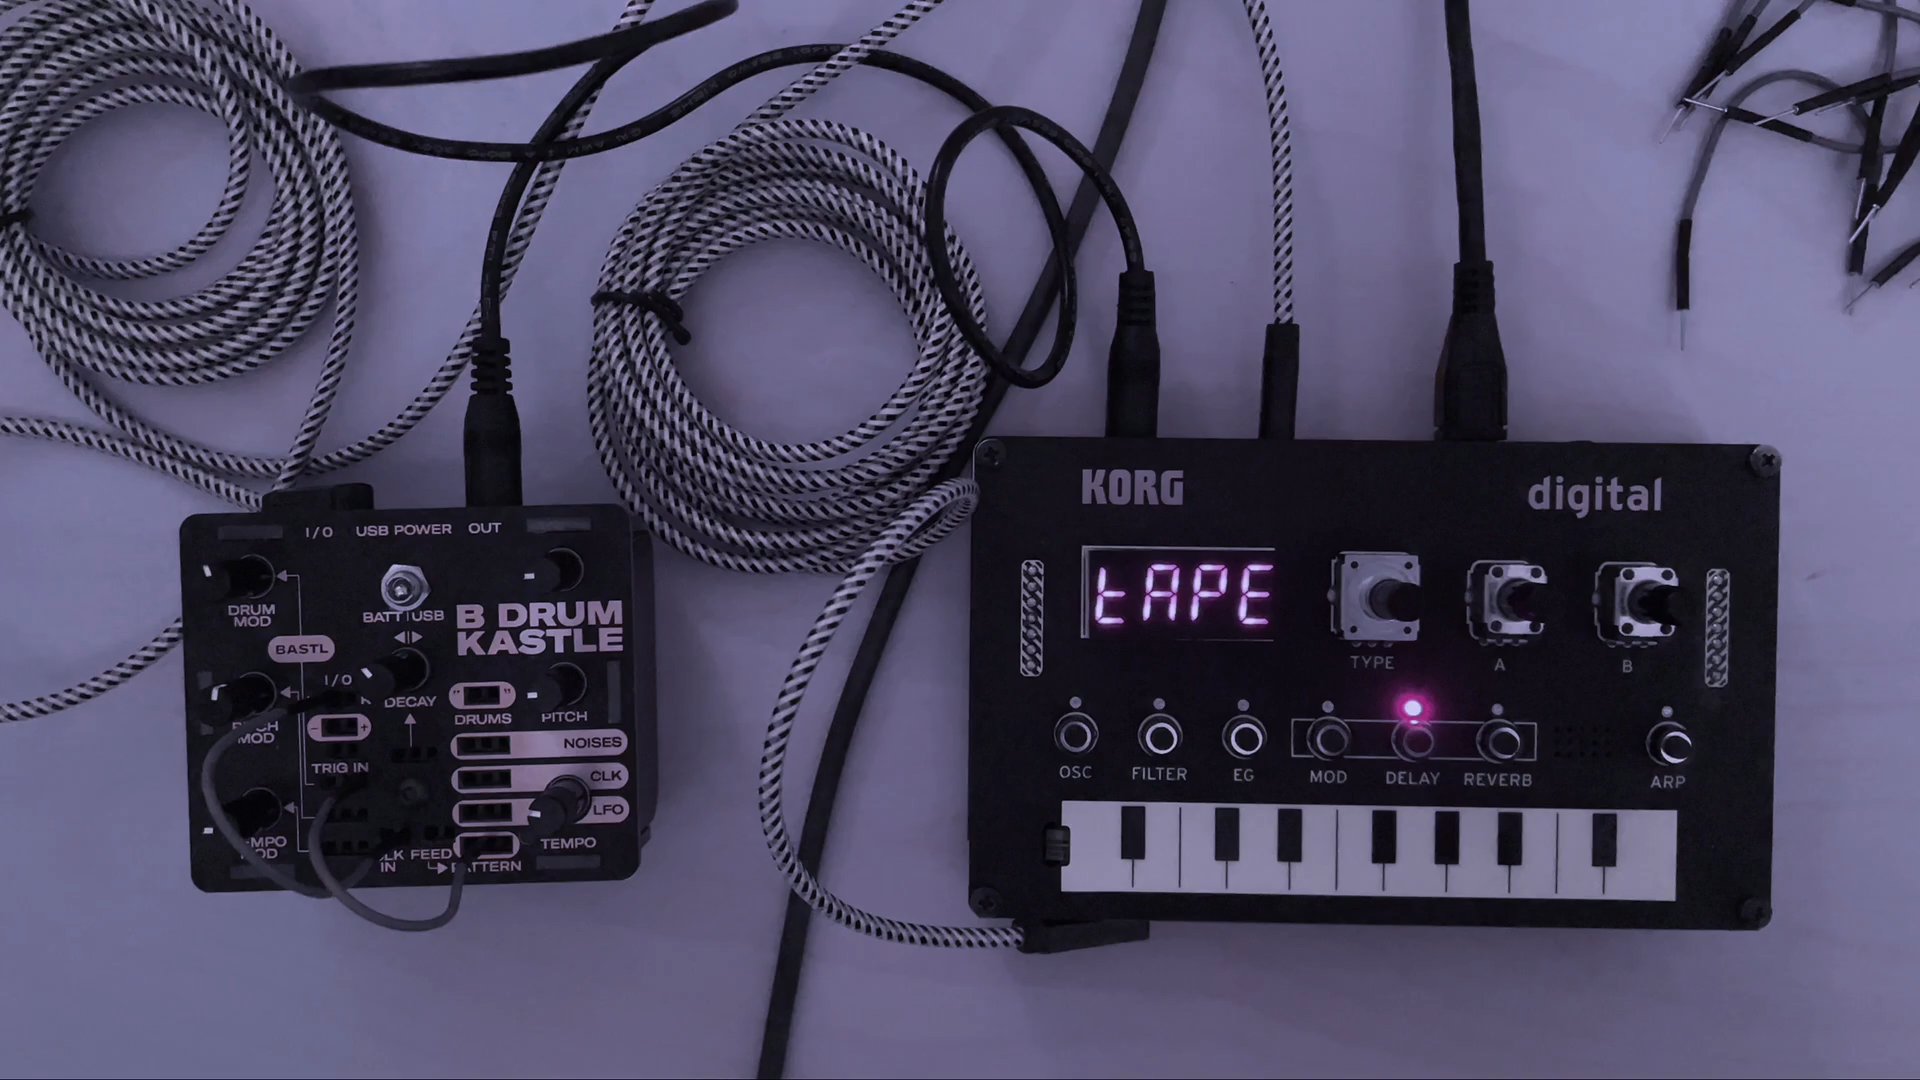 I/O USB POWER OUT
DRUM
MOD
BATT USB
B DRUM
KASTLE
BASTL
I/O
DECAY
DRUMS
PITCH
MOD
TRIG IN
NOISES
CLK
LFO
TEMPO
MOD
IN
FEED
PATTERN
TEMPO
KORG
digital
tAPE
TYPE
A
B
OSC
FILTER
EG
MOD
DELAY
REVERB
ARP